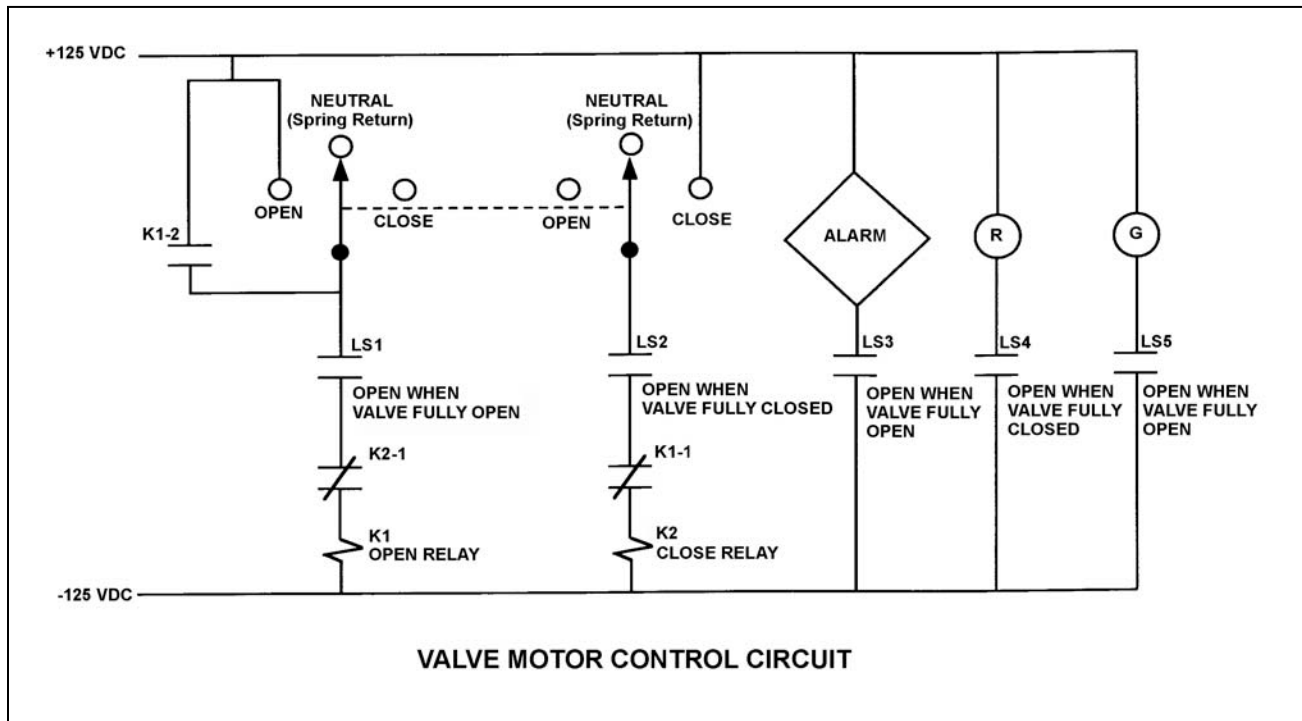 +125 VDC
NEUTRAL
(Spring Return)
NEUTRAL
(Spring Return)
OPEN
CLOSE
OPEN
CLOSE
K1-2
ALARM
R
G
LS1
OPEN WHEN
VALVE FULLY OPEN
LS2
OPEN WHEN
VALVE FULLY CLOSED
LS3
OPEN WHEN
VALVE FULLY
OPEN
LS4
OPEN WHEN
VALVE FULLY
CLOSED
LS5
OPEN WHEN
VALVE FULLY
OPEN
K2-1
K1-1
K1
OPEN RELAY
K2
CLOSE RELAY
-125 VDC
VALVE MOTOR CONTROL CIRCUIT